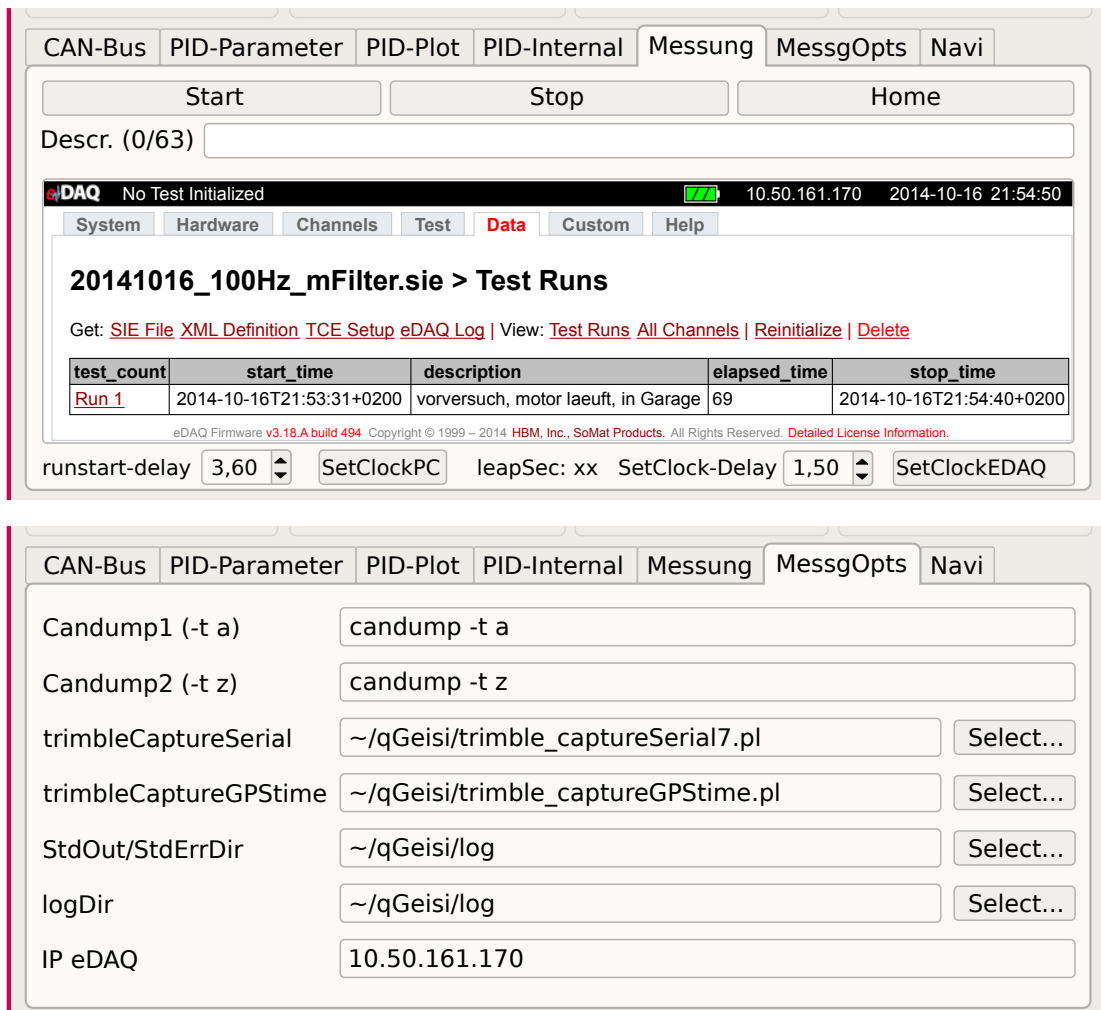 CAN-Bus PID-Parameter PID-Plot PID-Internal Messung MessgOpts Navi
Start Stop Home
Descr. (0/63)
eDAQ No Test Initialized 10.50.161.170 2014-10-16 21:54:50
System Hardware Channels Test Data Custom Help
20141016_100Hz_mFilter.sie > Test Runs
Get: SIE File XML Definition TCE Setup eDAQ Log | View: Test Runs All Channels | Reinitialize | Delete
test_count start_time description elapsed_time stop_time
Run 1 2014-10-16T21:53:31+0200 vorversuch, motor laeuft, in Garage 69 2014-10-16T21:54:40+0200
eDAQ Firmware v3.18.A build 494 Copyright © 1999 – 2014 HBM, Inc., SoMat Products. All Rights Reserved. Detailed License Information.
runstart-delay 3,60 SetClockPC leapSec: xx SetClock-Delay 1,50 SetClockEDAQ
CAN-Bus PID-Parameter PID-Plot PID-Internal Messung MessgOpts Navi
Candump1 (-t a) candump -t a
Candump2 (-t z) candump -t z
trimbleCaptureSerial ~/qGeisi/trimble_captureSerial7.pl Select...
trimbleCaptureGPStime ~/qGeisi/trimble_captureGPStime.pl Select...
StdOut/StdErrDir ~/qGeisi/log Select...
logDir ~/qGeisi/log Select...
IP eDAQ 10.50.161.170